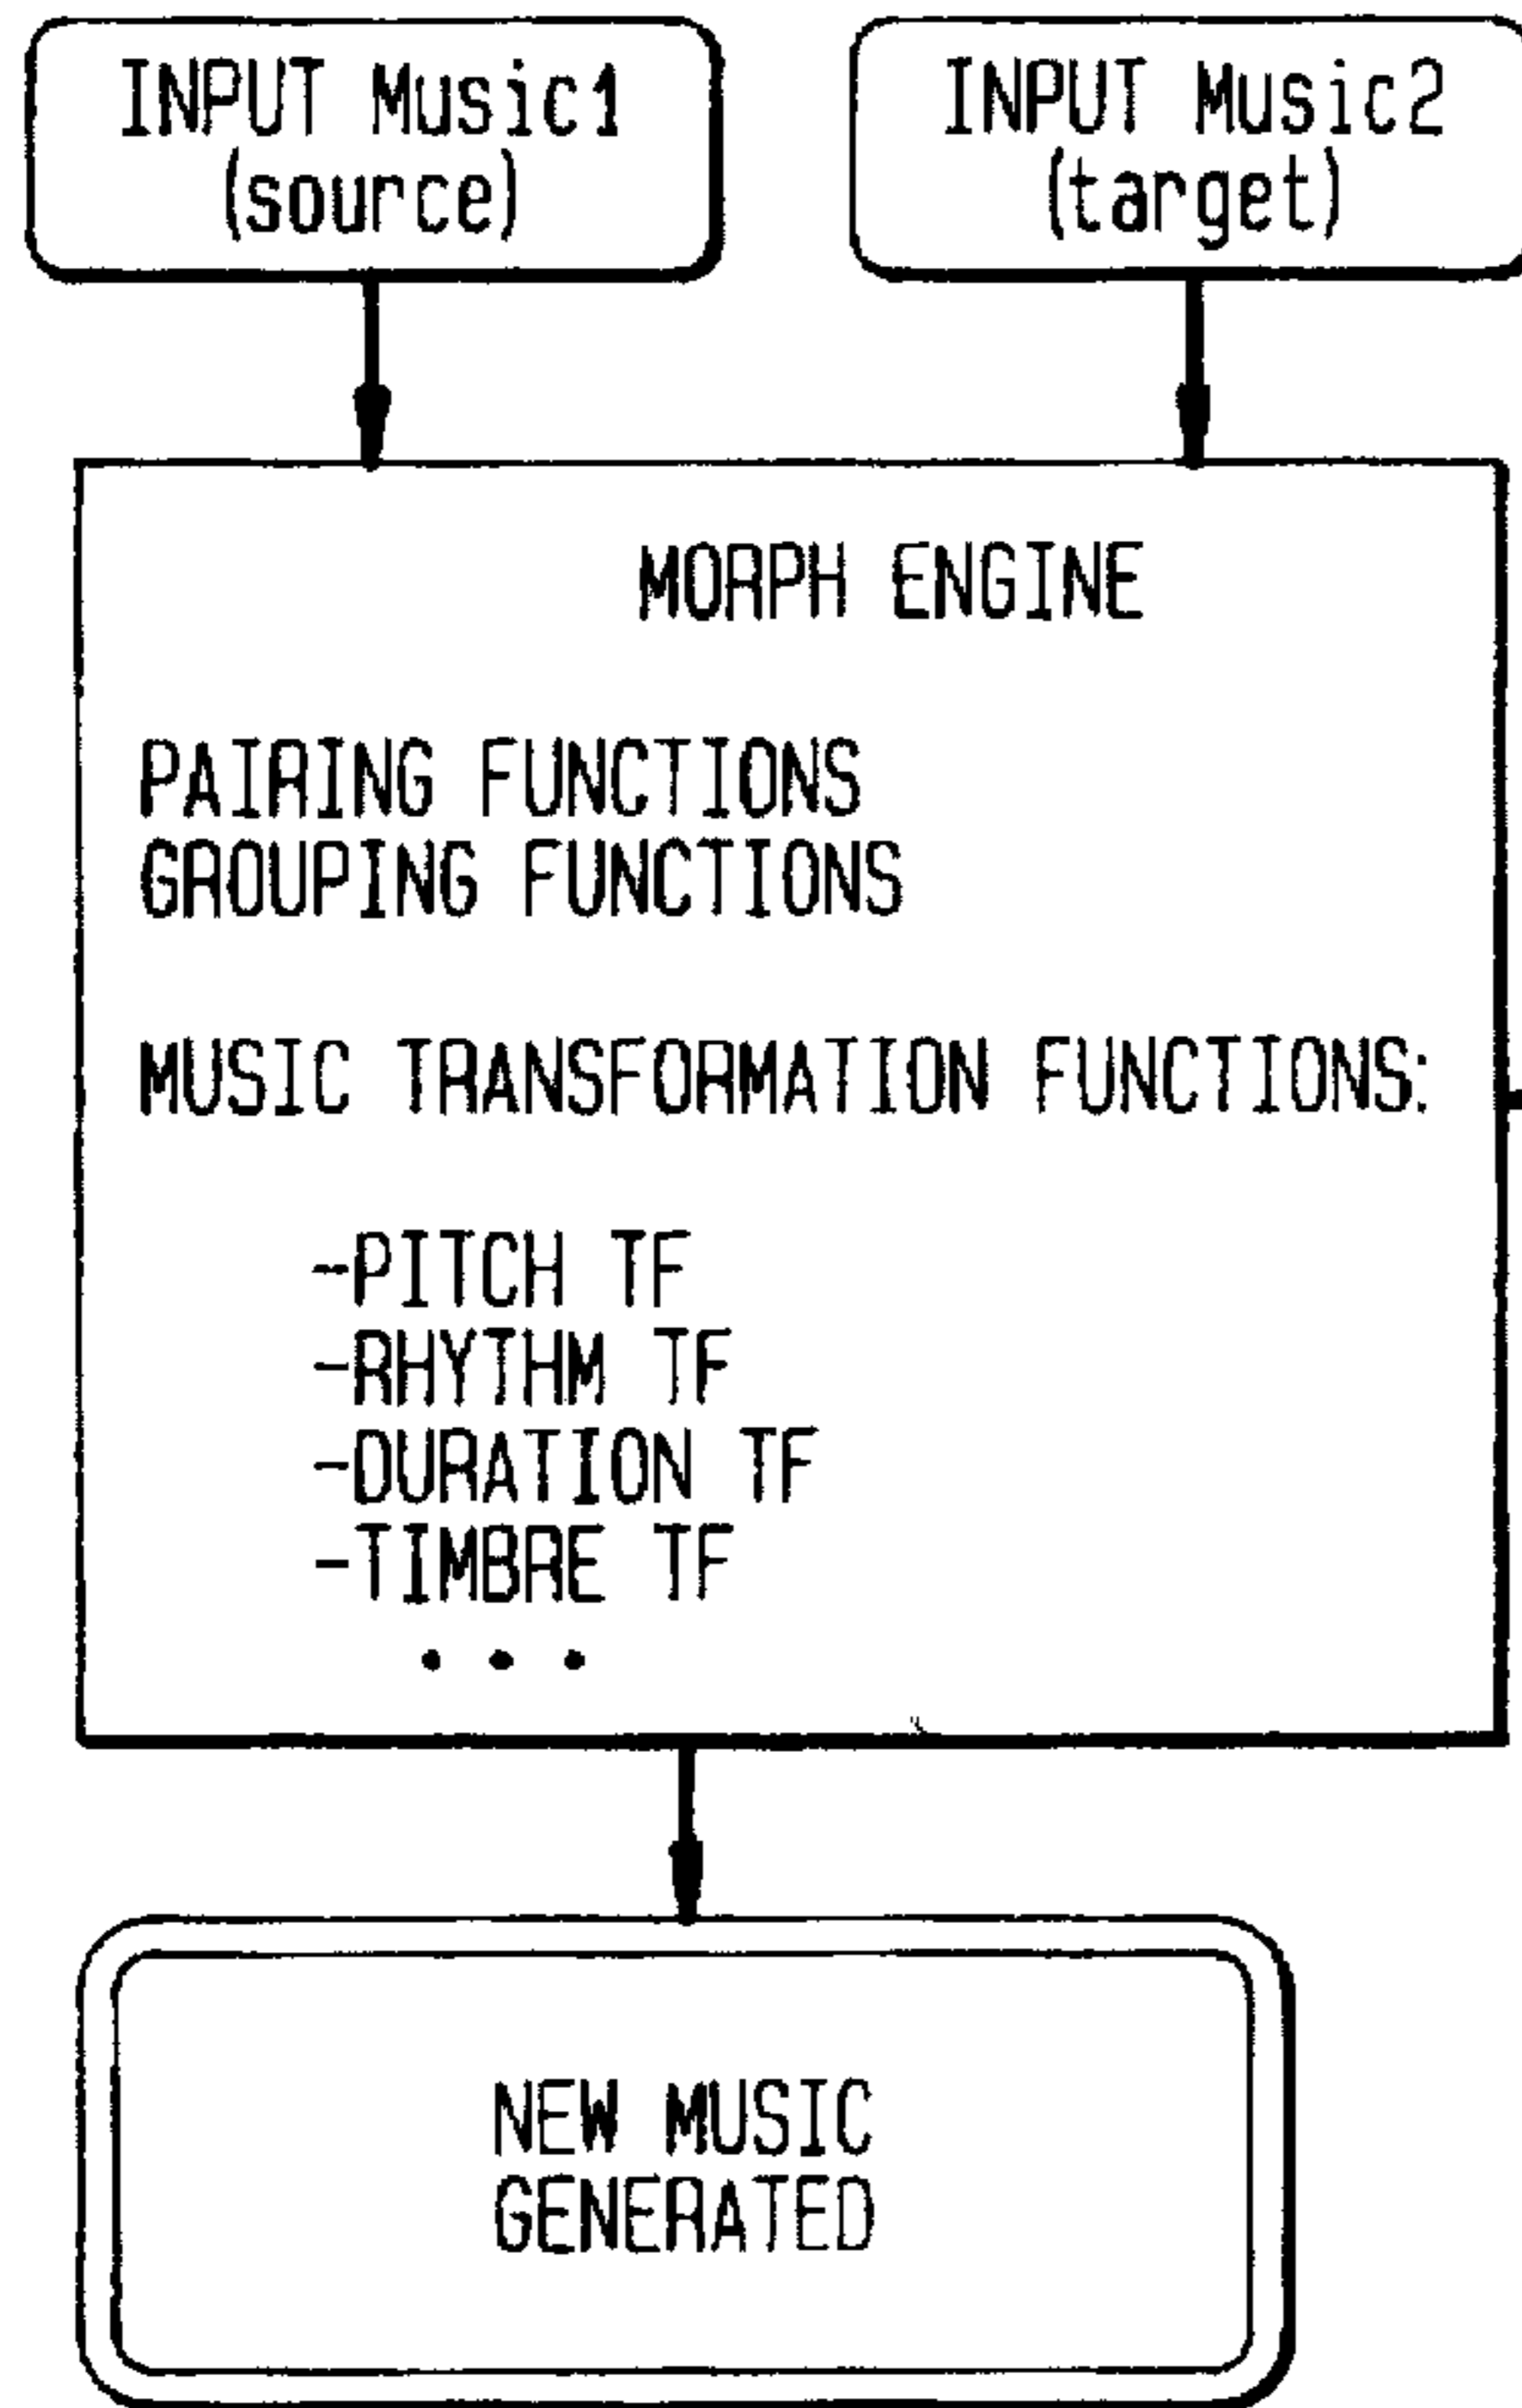 INPUT Music1
(source)
INPUT Music2
(target)
MORPH ENGINE
PAIRING FUNCTIONS
GROUPING FUNCTIONS
MUSIC TRANSFORMATION FUNCTIONS:
-PITCH TF
-RHYTHM TF
-DURATION TF
-TIMBRE TF
• • •
NEW MUSIC
GENERATED